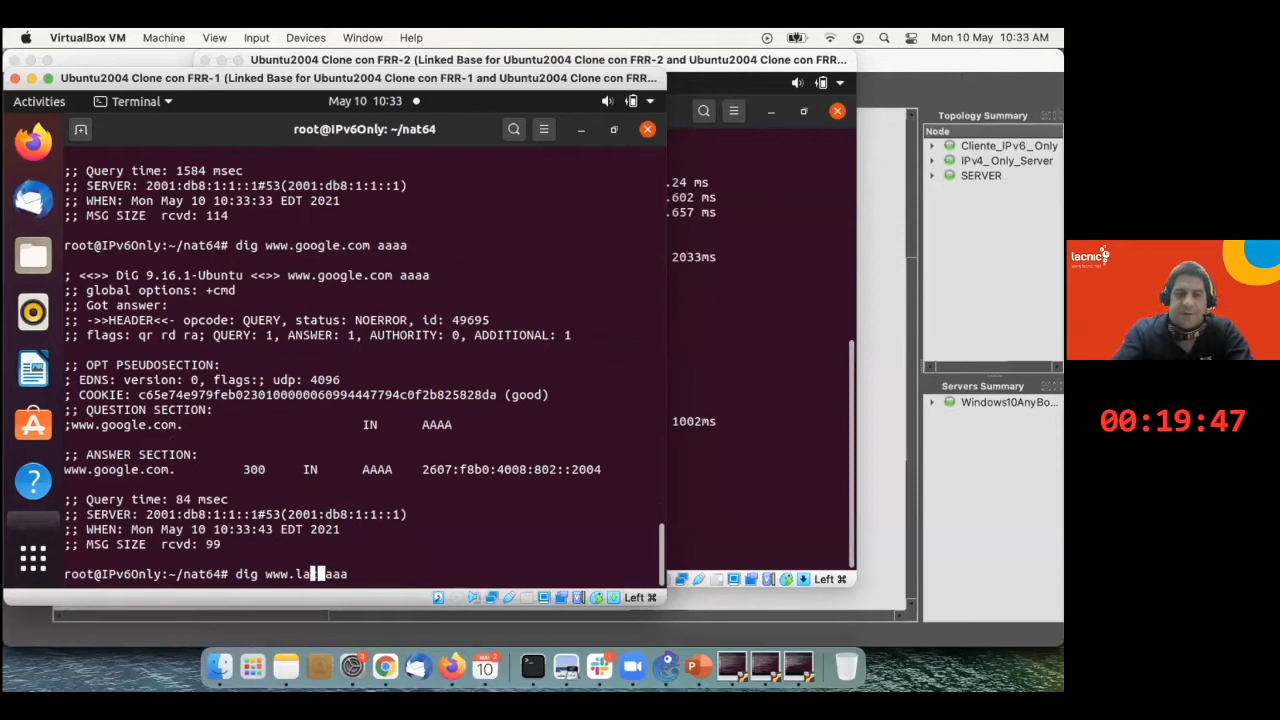 VirtualBox VM Machine View Input Devices Window Help Mon 10 May 10:33 AM
Ubuntu2004 Clone con FRR-2 (Linked Base for Ubuntu2004 Clone con FRR-2 and Ubuntu2004 Clone con FRR...
Ubuntu2004 Clone con FRR-1 (Linked Base for Ubuntu2004 Clone con FRR-1 and Ubuntu2004 Clone con FRR...
Activities Terminal May 10 10:33
root@IPv6Only: ~/nat64
;; Query time: 1584 msec
;; SERVER: 2001:db8:1:1::1#53(2001:db8:1:1::1)
;; WHEN: Mon May 10 10:33:33 EDT 2021
;; MSG SIZE rcvd: 114
root@IPv6Only:~/nat64# dig www.google.com aaaa
; <<>> DiG 9.16.1-Ubuntu <<>> www.google.com aaaa
;; global options: +cmd
;; Got answer:
;; ->>HEADER<<- opcode: QUERY, status: NOERROR, id: 49695
;; flags: qr rd ra; QUERY: 1, ANSWER: 1, AUTHORITY: 0, ADDITIONAL: 1
;; OPT PSEUDOSECTION:
; EDNS: version: 0, flags:; udp: 4096
; COOKIE: c65e74e979feb0230100000060994447794c0f2b825828da (good)
;; QUESTION SECTION:
;www.google.com. IN AAAA
;; ANSWER SECTION:
www.google.com. 300 IN AAAA 2607:f8b0:4008:802::2004
;; Query time: 84 msec
;; SERVER: 2001:db8:1:1::1#53(2001:db8:1:1::1)
;; WHEN: Mon May 10 10:33:43 EDT 2021
;; MSG SIZE rcvd: 99
root@IPv6Only:~/nat64# dig
Left ⌘
.24 ms
.602 ms
.657 ms
2033ms
1002ms
Left ⌘
Topology Summary
Node
Cliente_IPv6_Only
IPv4_Only_Server
SERVER
Servers Summary
Windows10AnyBo...
lacnic
00:19:47